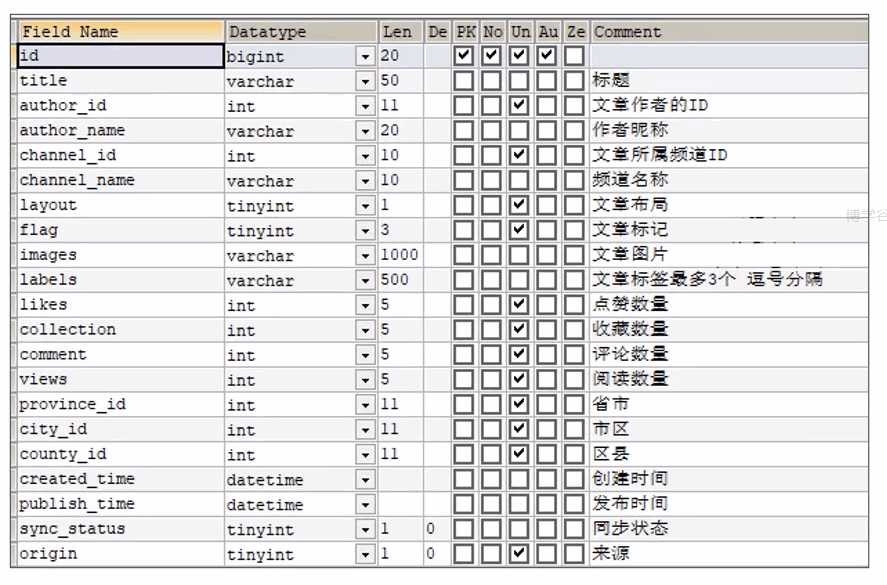 Field Name Datatype Len De PK No Un Au Ze Comment
id bigint 20
title varchar 50 标题
author_id int 11 文章作者的ID
author_name varchar 20 作者昵称
channel_id int 10 文章所属频道ID
channel_name varchar 10 频道名称
layout tinyint 1 文章布局
flag tinyint 3 文章标记
images varchar 1000 文章图片
labels varchar 500 文章标签最多3个 逗号分隔
likes int 5 点赞数量
collection int 5 收藏数量
comment int 5 评论数量
views int 5 阅读数量
province_id int 11 省市
city_id int 11 市区
county_id int 11 区县
created_time datetime 创建时间
publish_time datetime 发布时间
sync_status tinyint 1 0 同步状态
origin tinyint 1 0 来源
博学谷